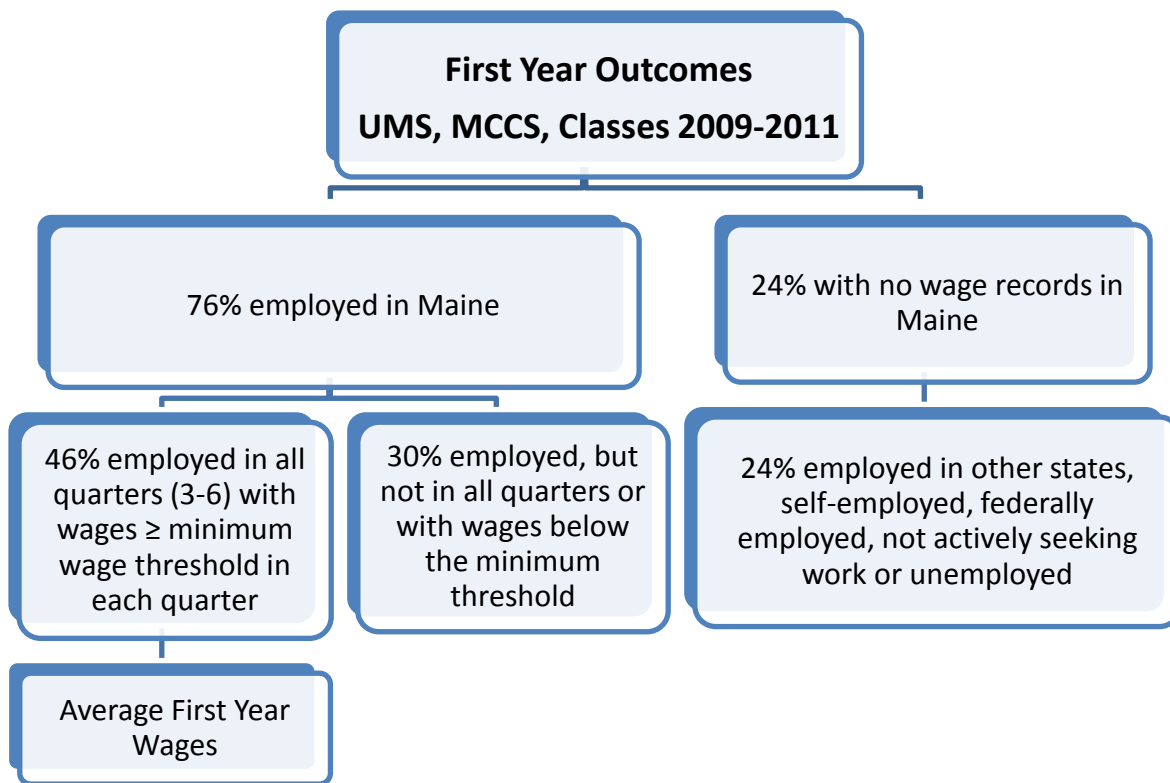 First Year Outcomes
UMS, MCCS, Classes 2009-2011
76% employed in Maine
24% with no wage records in
Maine
46% employed in all
quarters (3-6) with
wages ≥ minimum
wage threshold in
each quarter
30% employed, but
not in all quarters or
with wages below
the minimum
threshold
24% employed in other states,
self-employed, federally
employed, not actively seeking
work or unemployed
Average First Year
Wages